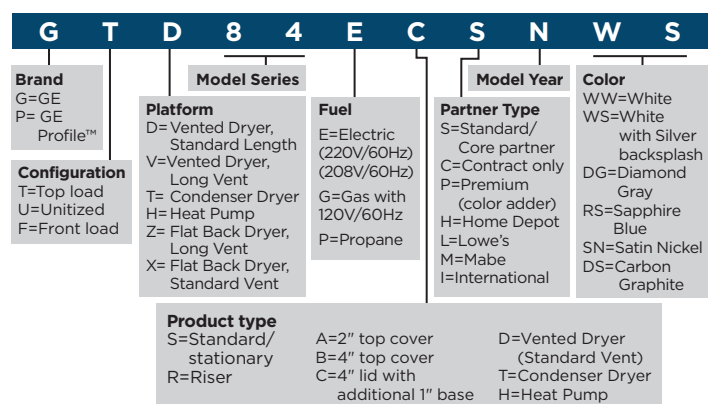 G T D 8 4 E C S N W S
Brand
G=GE
P= GE
Profile™
Configuration
T=Top load
U=Unitized
F=Front load
Model Series
Platform
D= Vented Dryer,
Standard Length
V=Vented Dryer,
Long Vent
T= Condenser Dryer
H= Heat Pump
Z= Flat Back Dryer,
Long Vent
X= Flat Back Dryer,
Standard Vent
Fuel
E=Electric
(220V/60Hz)
(208V/60Hz)
G=Gas with
120V/60Hz
P=Propane
Model Year
Partner Type
S=Standard/
Core partner
C=Contract only
P=Premium
(color adder)
H=Home Depot
L=Lowe's
M=Mabe
I=International
Color
WW=White
WS=White
with Silver
backsplash
DG=Diamond
Gray
RS=Sapphire
Blue
SN=Satin Nickel
DS=Carbon
Graphite
Product type
S=Standard/
stationary
R=Riser
A=2" top cover
B=4" top cover
C=4" lid with
additional 1" base
D=Vented Dryer
(Standard Vent)
T=Condenser Dryer
H=Heat Pump